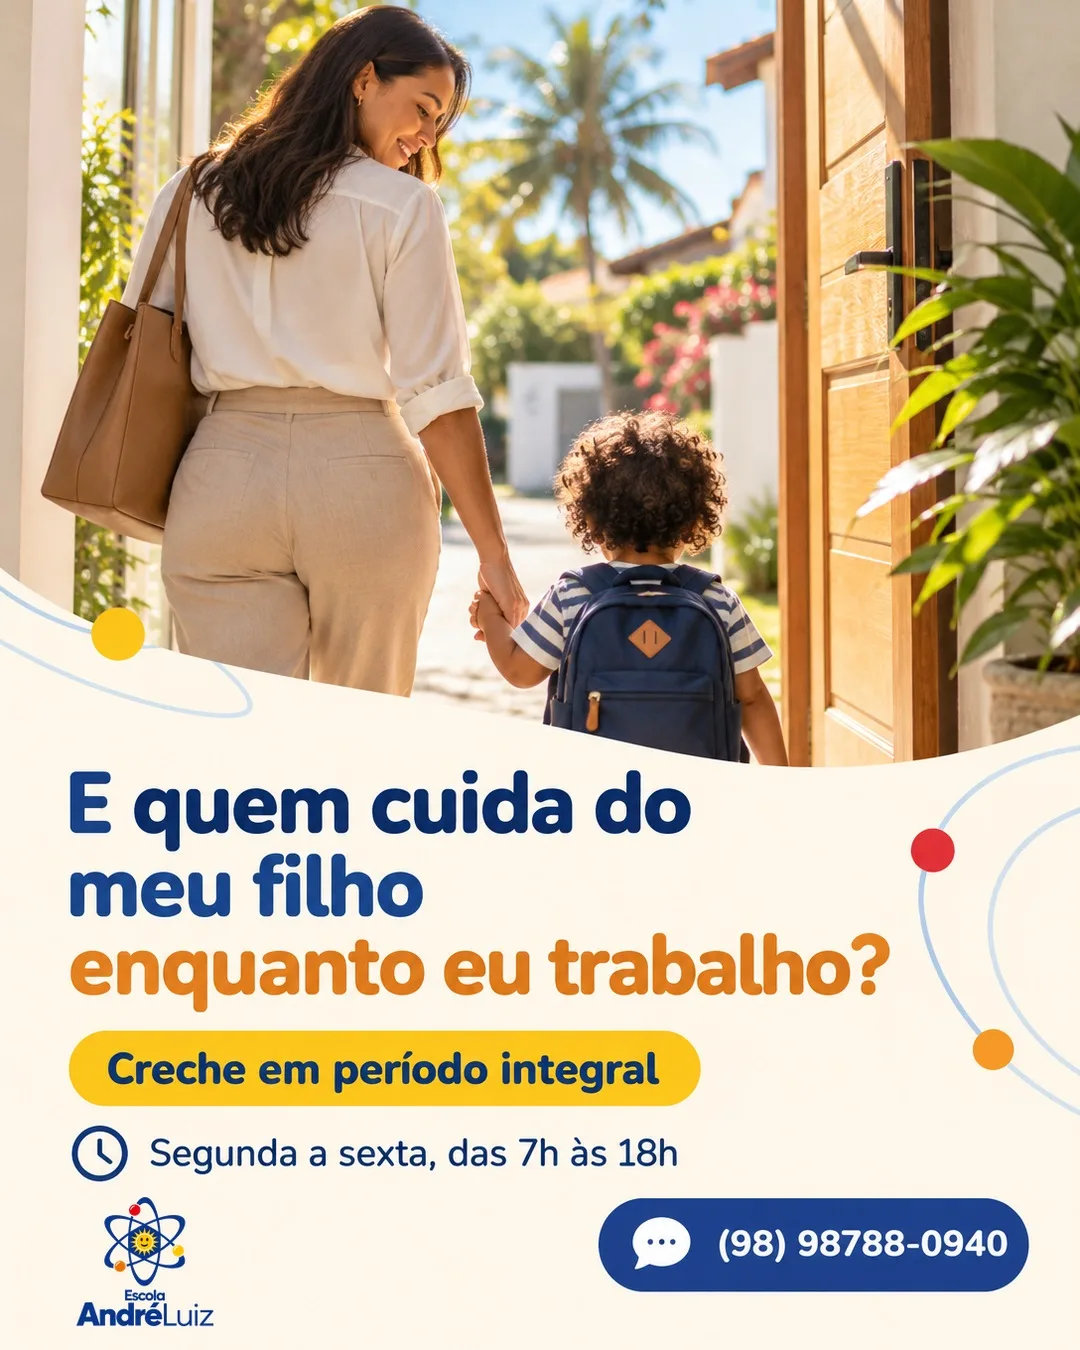 E quem cuida do
meu filho
enquanto eu trabalho?
Creche em período integral
Segunda a sexta, das 7h às 18h
Escola
AndréLuiz
(98) 98788-0940